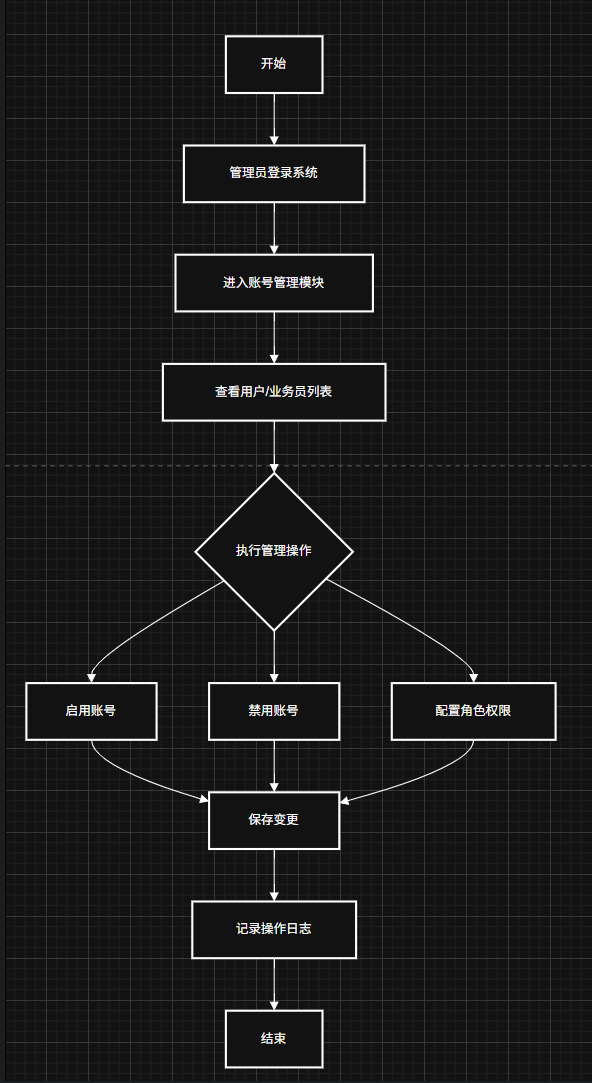 开始
管理员登录系统
进入账号管理模块
查看用户/业务员列表
执行管理操作
启用账号
禁用账号
配置角色权限
保存变更
记录操作日志
结束